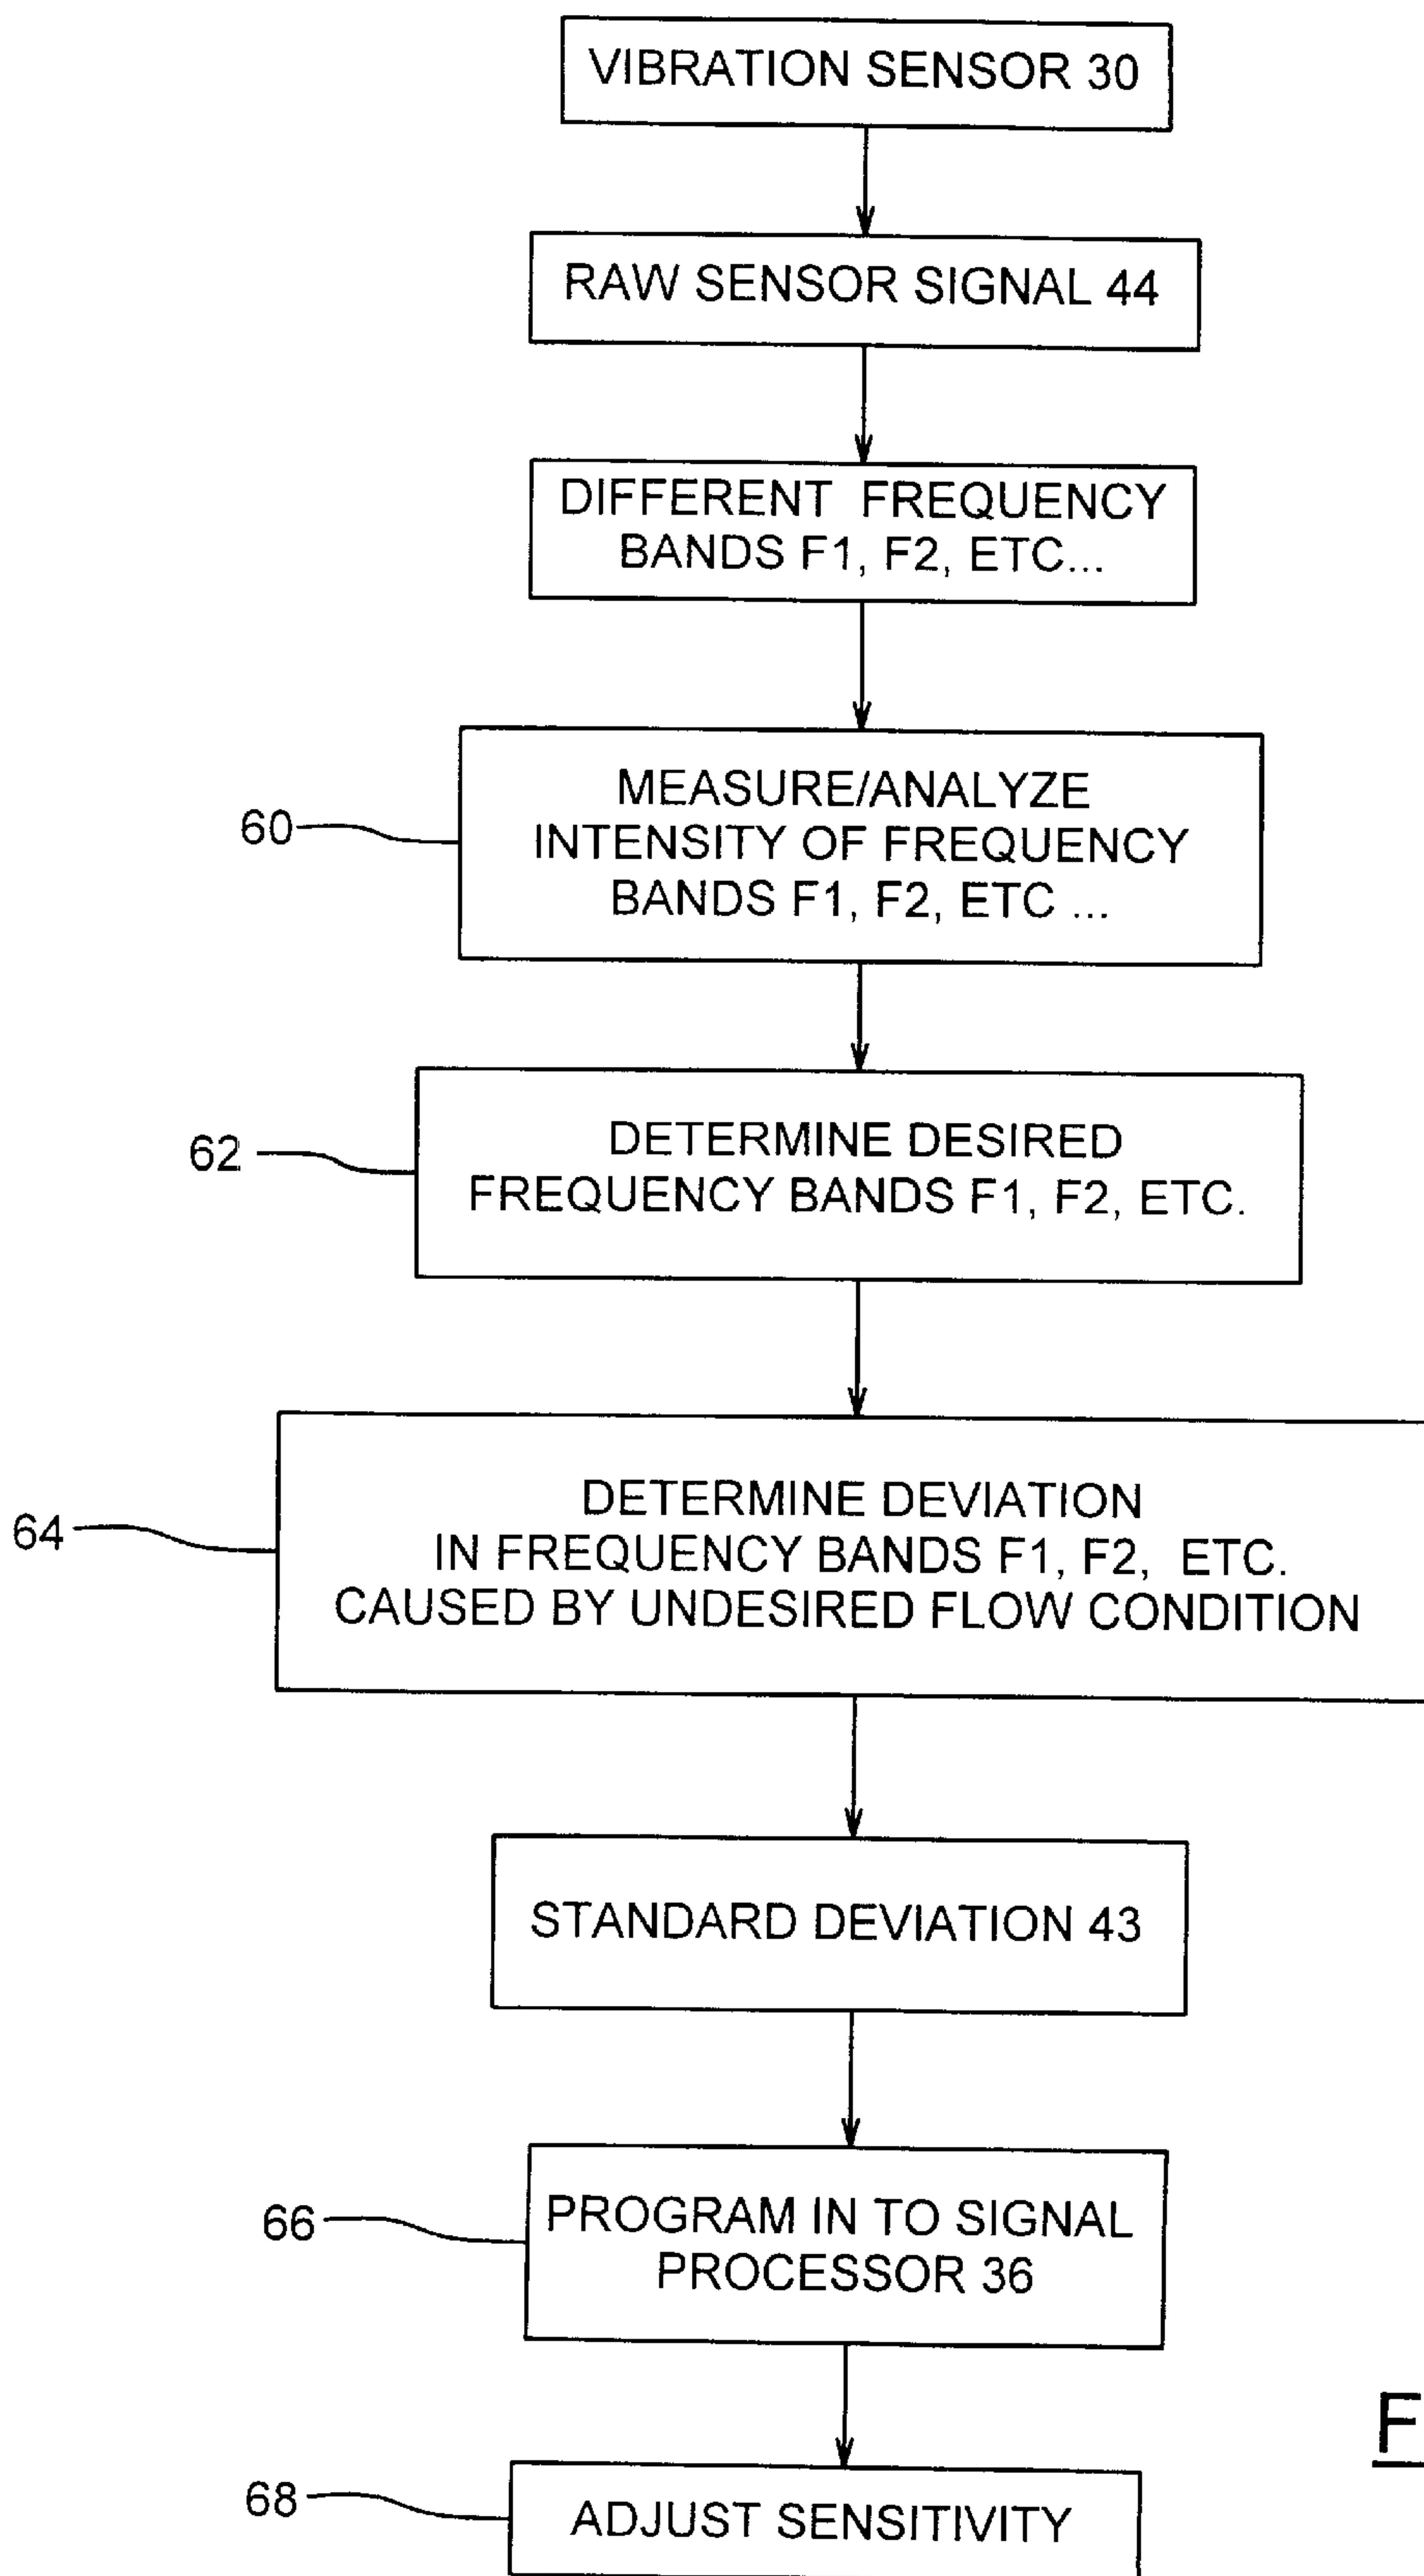 VIBRATION SENSOR 30
RAW SENSOR SIGNAL 44
DIFFERENT FREQUENCY
BANDS F1, F2, ETC...
60
MEASURE/ANALYZE
INTENSITY OF FREQUENCY
BANDS F1, F2, ETC ...
62
DETERMINE DESIRED
FREQUENCY BANDS F1, F2, ETC.
64
DETERMINE DEVIATION
IN FREQUENCY BANDS F1, F2, ETC.
CAUSED BY UNDESIRED FLOW CONDITION
STANDARD DEVIATION 43
66
PROGRAM IN TO SIGNAL
PROCESSOR 36
F
68
ADJUST SENSITIVITY